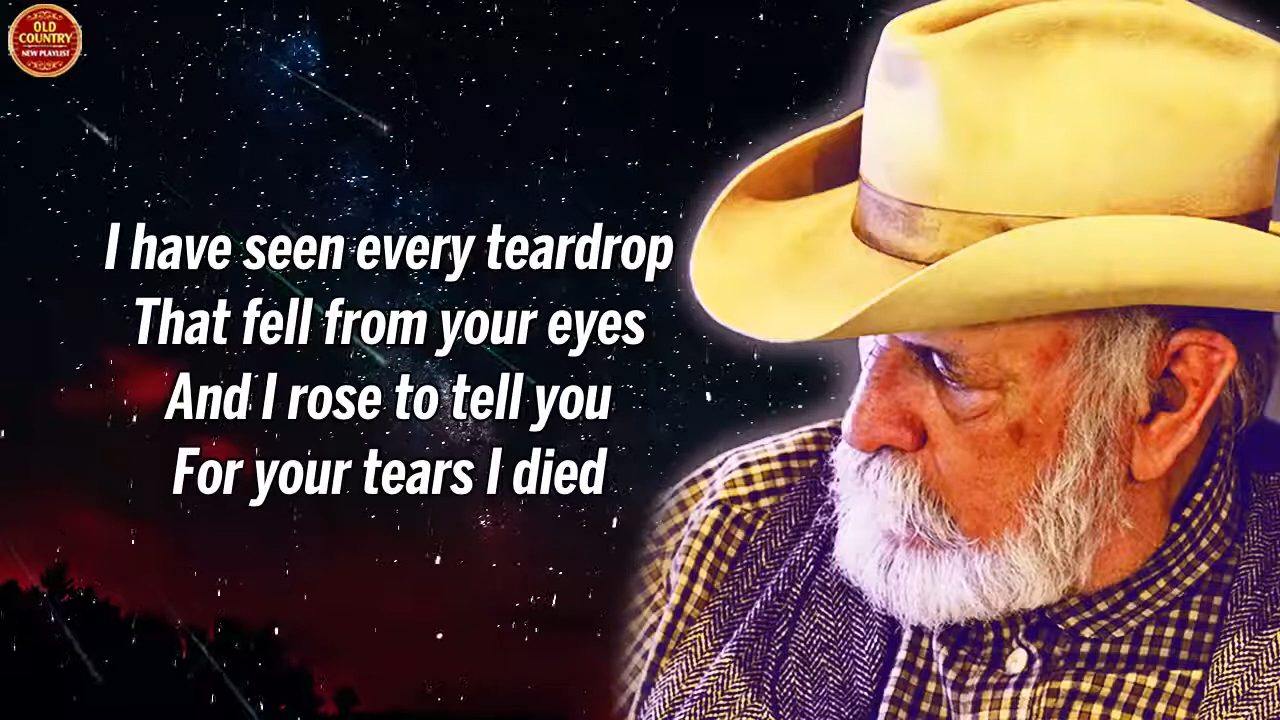 OLD
COUNTRY
NEW PLAYLIST
I have seen every teardrop
That fell from your eyes
And I rose to tell you
For your tears I died